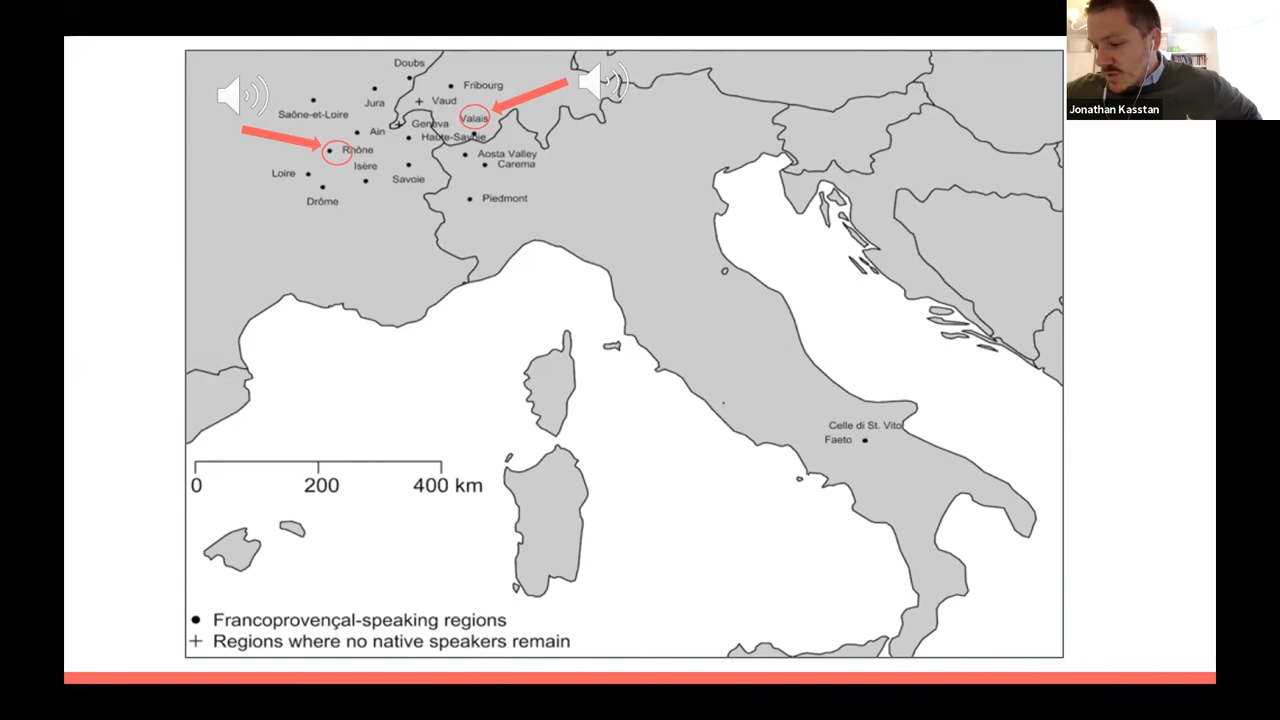 Jonathan Kasstan
Doubs
Fribourg
Jura
Vaud
Saône-et-Loire
Valais
Geneva
Ain
Haute-Savoie
Rhône
Aosta Valley
Carema
Isère
Loire
Savoie
Drôme
Piedmont
Celle di St. Vito
Faeto
0 200 400 km
Francoprovençal-speaking regions
Regions where no native speakers remain